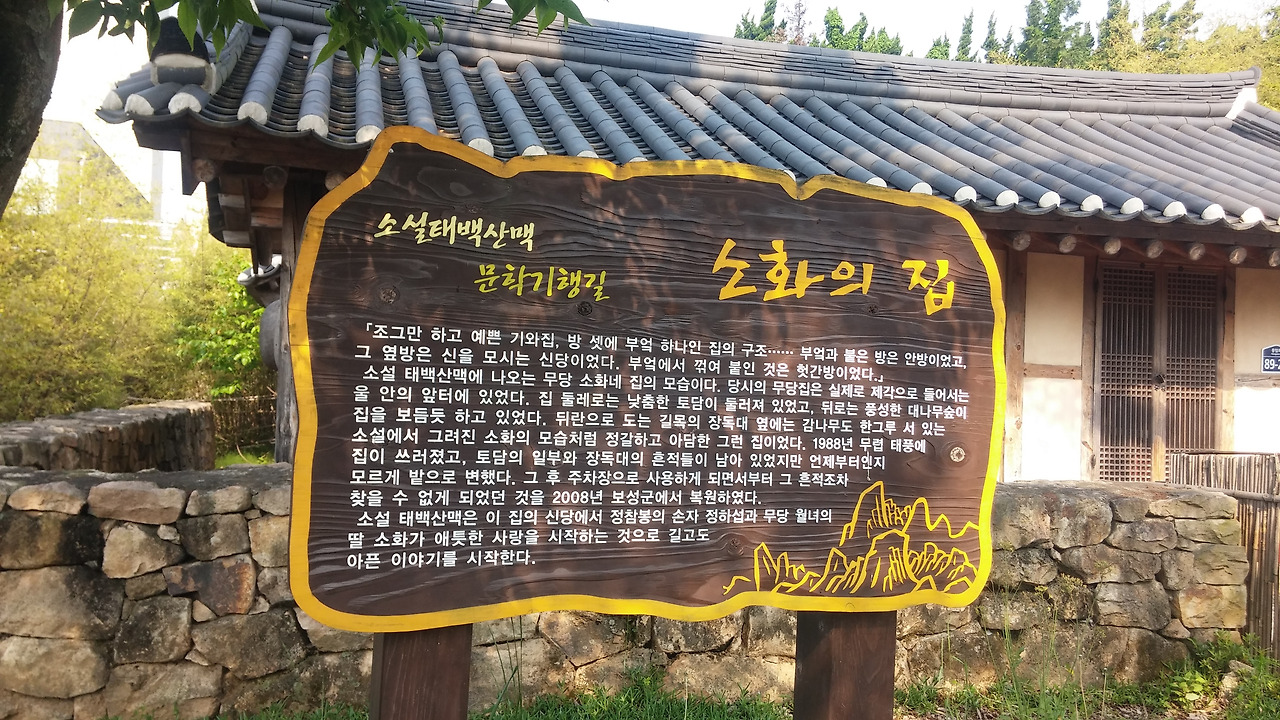 소설태백산맥
문학기행길
소화의 집
「조그만 하고 예쁜 기와집, 방 셋에 부엌 하나인 집의 구조…… 부엌과 붙은 방은 안방이었고,
그 옆방은 신을 모시는 신당이었다. 부엌에서 꺾여 붙인 것은 헛간방이었다.」
소설 태백산맥에 나오는 무당 소화네 집의 모습이다. 당시의 무당집은 실제로 제각으로 들어서는
울 안의 앞터에 있었다. 집 둘레로는 낮춤한 토담이 둘러져 있었고, 뒤로는 풍성한 대나무숲이
집을 보듬듯 하고 있었다. 뒤란으로 도는 길목의 장독대 옆에는 감나무도 한그루 서 있는
소설에서 그려진 소화의 모습처럼 정갈하고 아담한 그런 집이었다. 1988년 무렵 태풍에
집이 쓰러졌고, 토담의 일부와 장독대의 흔적들이 남아 있었지만 언제부터인지
모르게 밭으로 변했다. 그 후 주차장으로 사용하게 되면서부터 그 흔적조차
찾을 수 없게 되었던 것을 2008년 보성군에서 복원하였다.
소설 태백산맥은 이 집의 신당에서 정참봉의 손자 정하섭과 무당 월녀의
딸 소화가 애틋한 사랑을 시작하는 것으로 길고도
아픈 이야기를 시작한다.